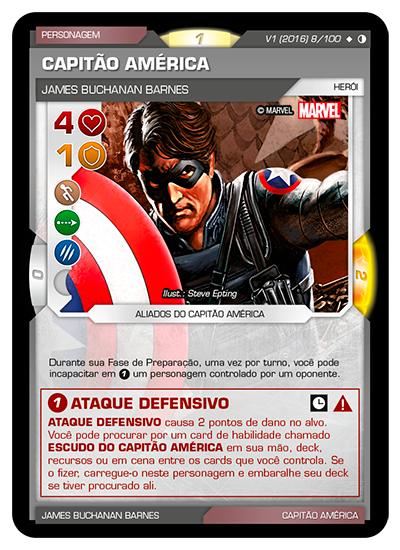 PERSONAGEM
1
V1 (2016) 8/100
CAPITÃO AMÉRICA
JAMES BUCHANAN BARNES
HERÓI
4
© MARVEL MARVEL
1
0
2
Illust.: Steve Epting
ALIADOS DO CAPITÃO AMÉRICA
Durante sua Fase de Preparação, uma vez por turno, você pode
incapacitar em 1 um personagem controlado por um oponente.
1 ATAQUE DEFENSIVO
ATAQUE DEFENSIVO causa 2 pontos de dano no alvo.
Você pode procurar por um card de habilidade chamado
ESCUDO DO CAPITÃO AMÉRICA em sua mão, deck,
recursos ou em cena entre os cards que você controla. Se
o fizer, carregue-o neste personagem e embaralhe seu deck
se tiver procurado ali.
JAMES BUCHANAN BARNES
CAPITÃO AMÉRICA